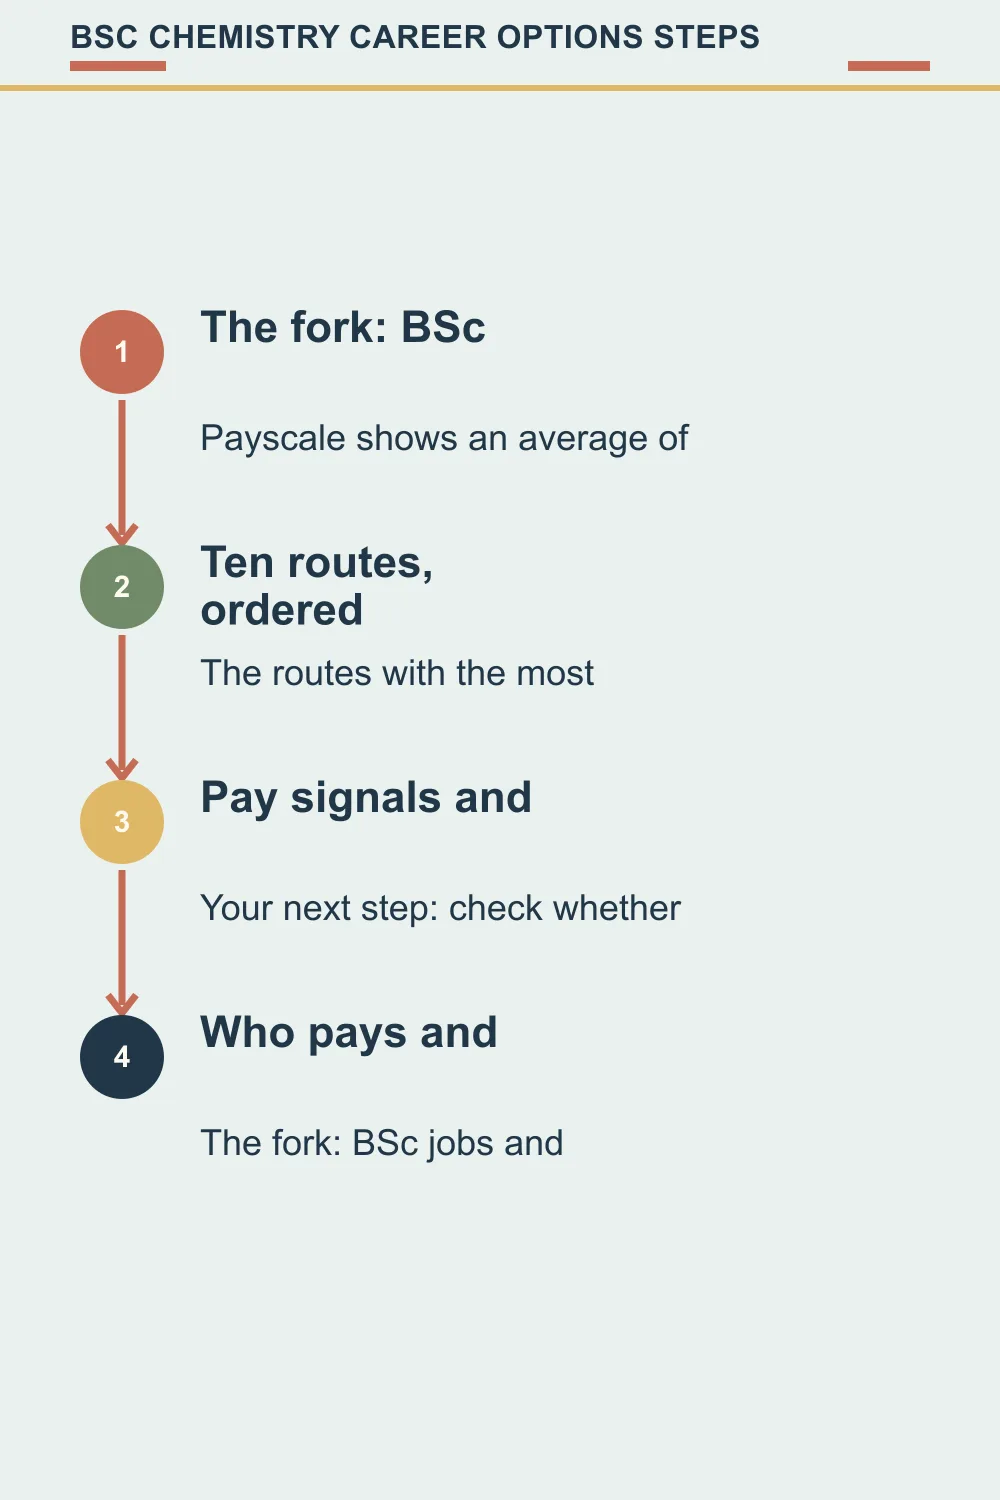 BSC CHEMISTRY CAREER OPTIONS STEPS
1
The fork: BSc
Payscale shows an average of
2
Ten routes,
ordered
The routes with the most
3
Pay signals and
Your next step: check whether
4
Who pays and
The fork: BSc jobs and